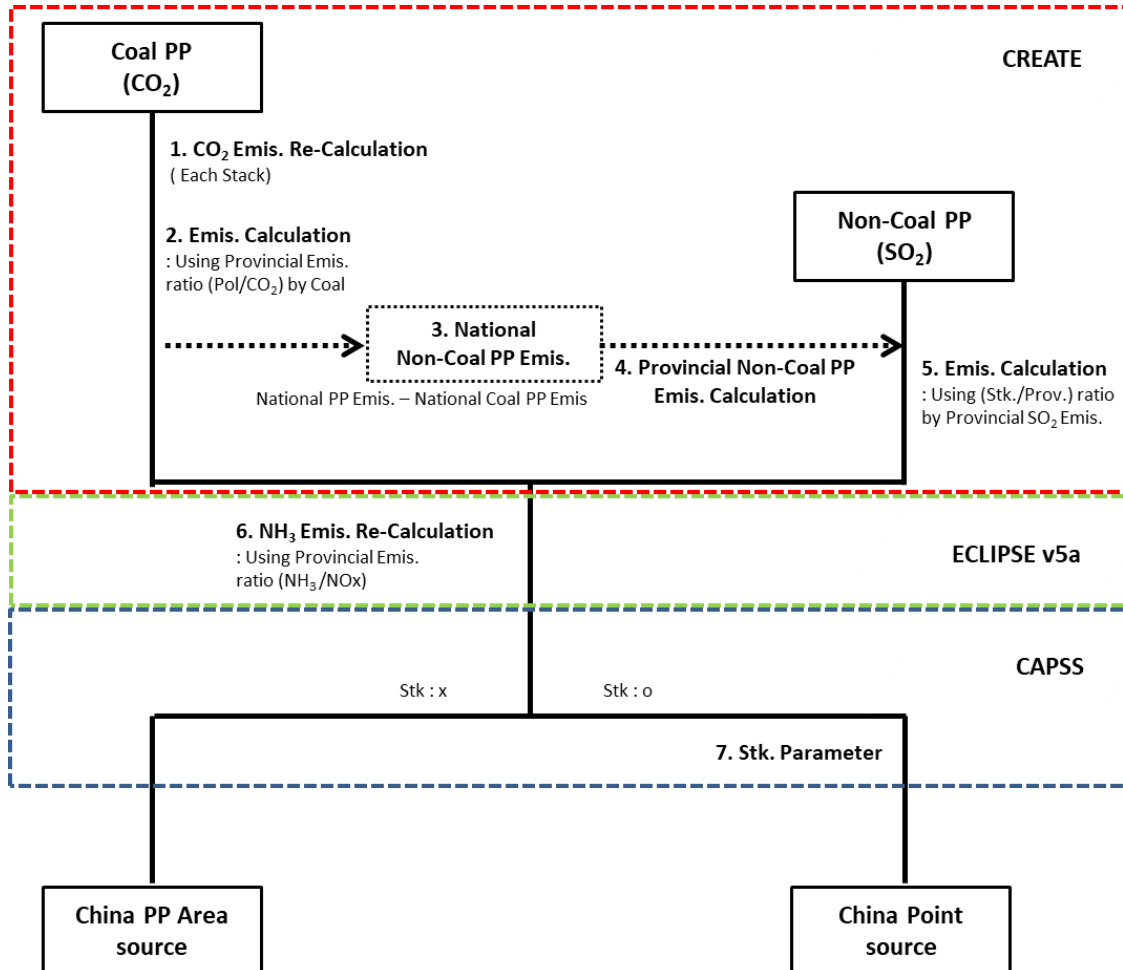 Coal PP
(CO₂)
CREATE
1. CO₂ Emis. Re-Calculation
( Each Stack)
2. Emis. Calculation
: Using Provincial Emis.
ratio (Pol/CO₂) by Coal
Non-Coal PP
(SO₂)
3. National
Non-Coal PP Emis.
National PP Emis. – National Coal PP Emis
4. Provincial Non-Coal PP
Emis. Calculation
5. Emis. Calculation
: Using (Stk./Prov.) ratio
by Provincial SO₂ Emis.
6. NH₃ Emis. Re-Calculation
: Using Provincial Emis.
ratio (NH₃/NOx)
ECLIPSE v5a
CAPSS
Stk : x
Stk : o
7. Stk. Parameter
China PP Area
source
China Point
source